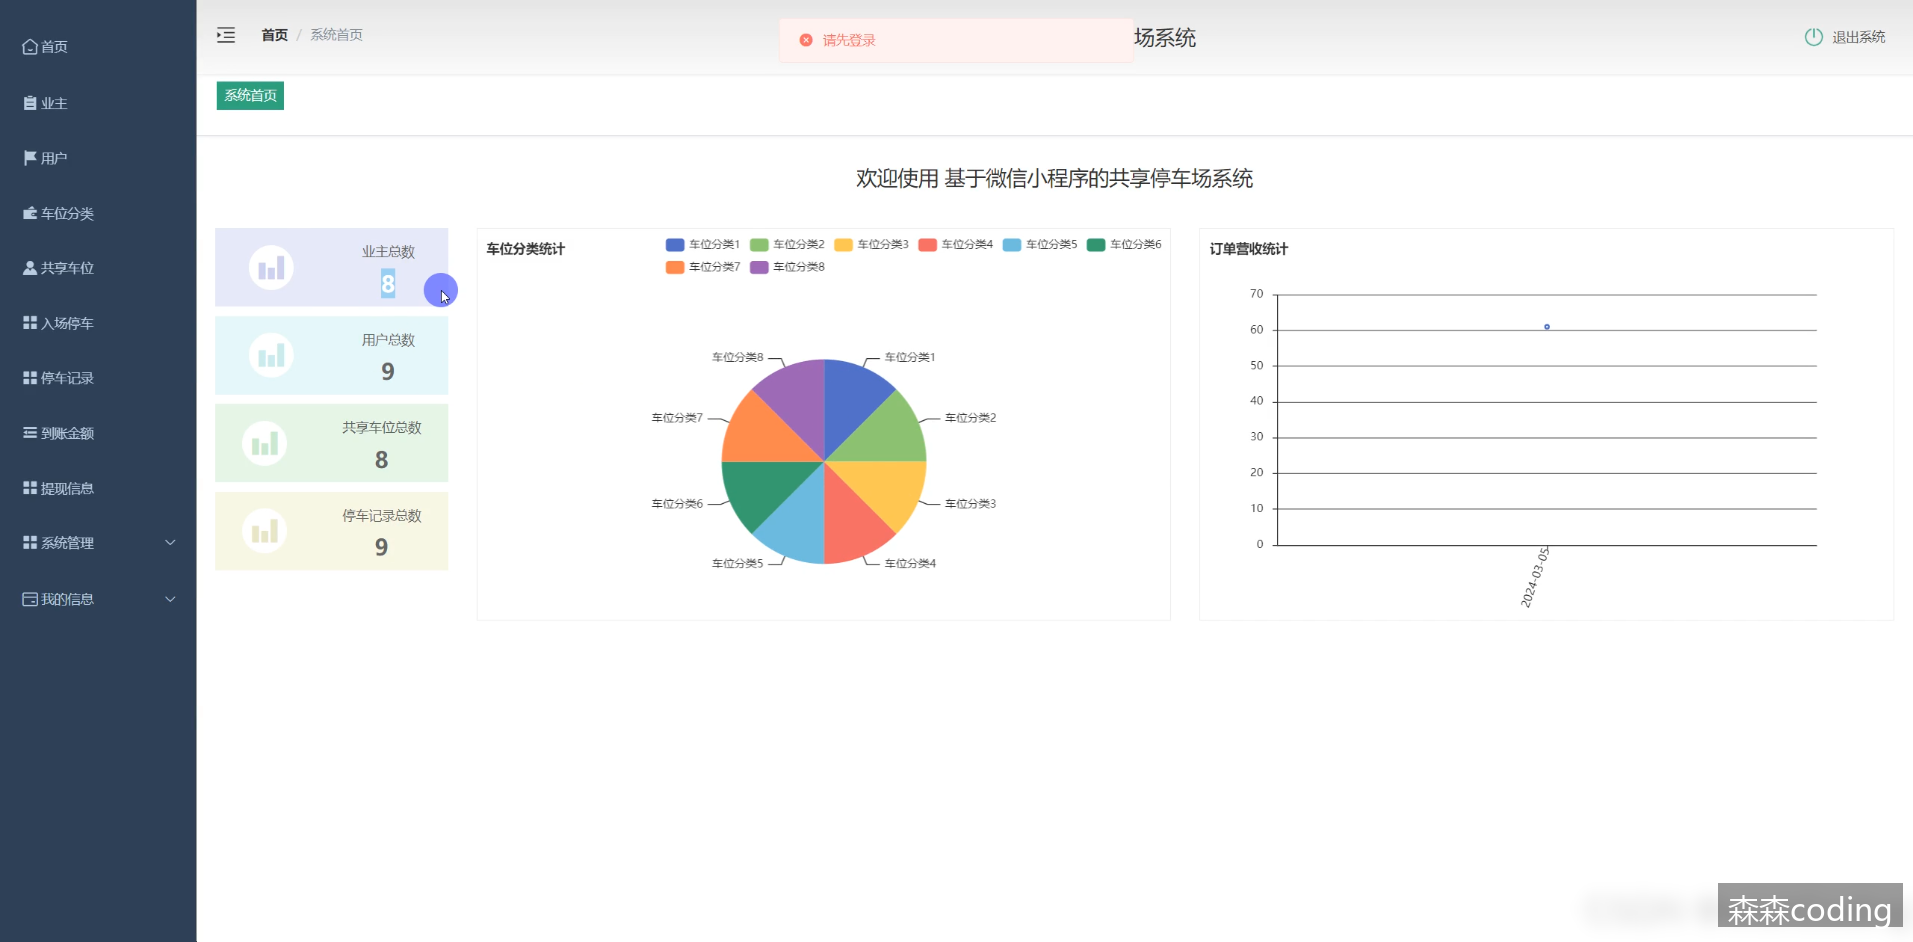 首页
业主
用户
车位分类
共享车位
入场停车
停车记录
到账金额
提现信息
系统管理
我的信息
首页 / 系统首页
请先登录
场系统
退出系统
系统首页
欢迎使用 基于微信小程序的共享停车场系统
业主总数
8
用户总数
9
共享车位总数
8
停车记录总数
9
车位分类统计
车位分类1 车位分类2 车位分类3 车位分类4 车位分类5 车位分类6
车位分类7 车位分类8
车位分类8 车位分类1
车位分类7 车位分类2
车位分类6 车位分类3
车位分类5 车位分类4
订单营收统计
70
60
50
40
30
20
10
0
2024-03-05
森森coding